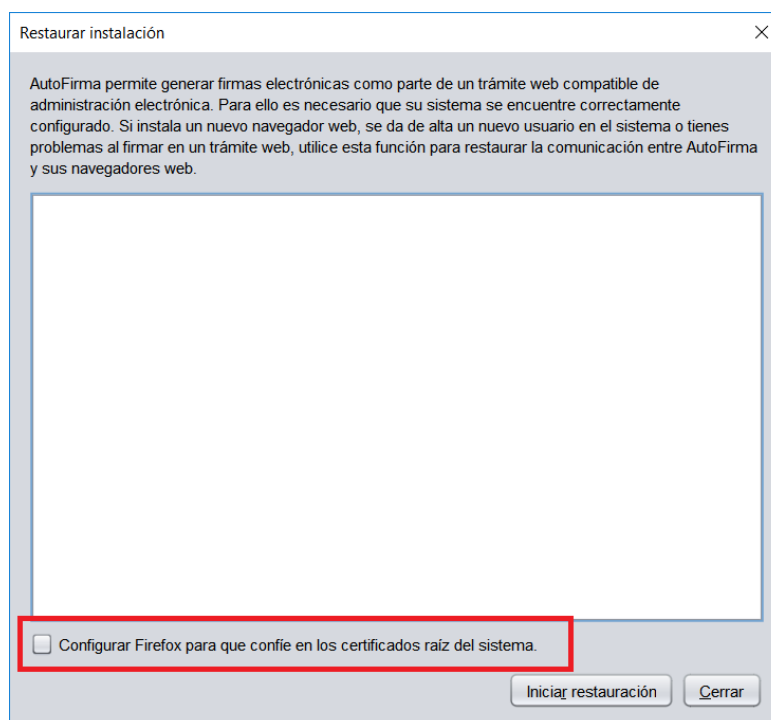 Restaurar instalación
AutoFirma permite generar firmas electrónicas como parte de un trámite web compatible de
administración electrónica. Para ello es necesario que su sistema se encuentre correctamente
configurado. Si instala un nuevo navegador web, se da de alta un nuevo usuario en el sistema o tienes
problemas al firmar en un trámite web, utilice esta función para restaurar la comunicación entre AutoFirma
y sus navegadores web.
Configurar Firefox para que confíe en los certificados raíz del sistema.
Iniciar restauración Cerrar